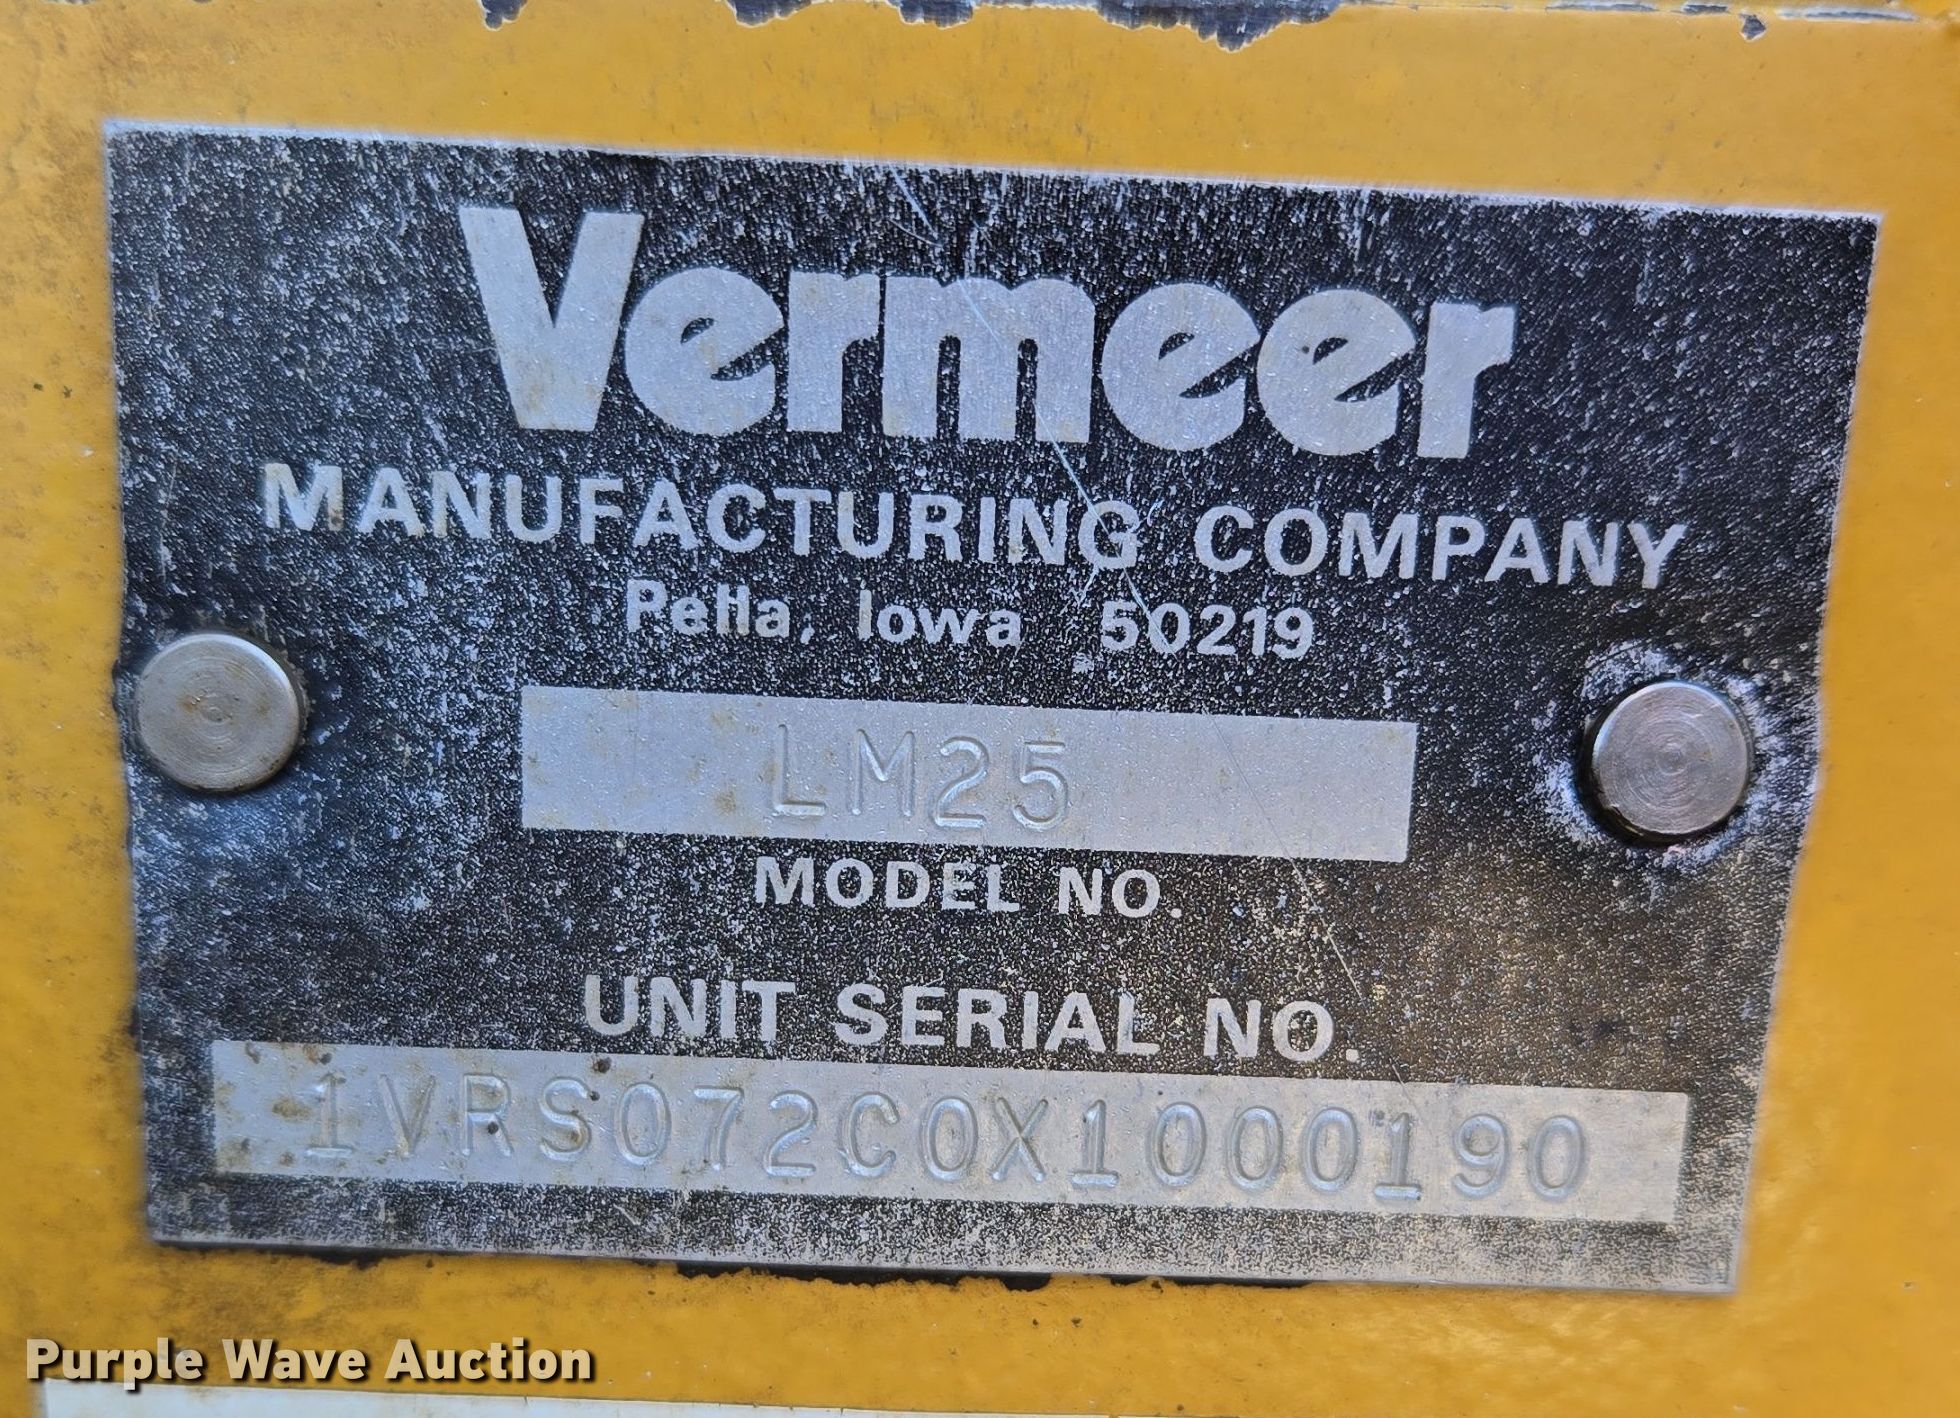 Vermeer
MANUFACTURING COMPANY
Pella, Iowa 50219
LM25
MODEL NO.
UNIT SERIAL NO.
1VRS072C0X1000190
Purple Wave Auction